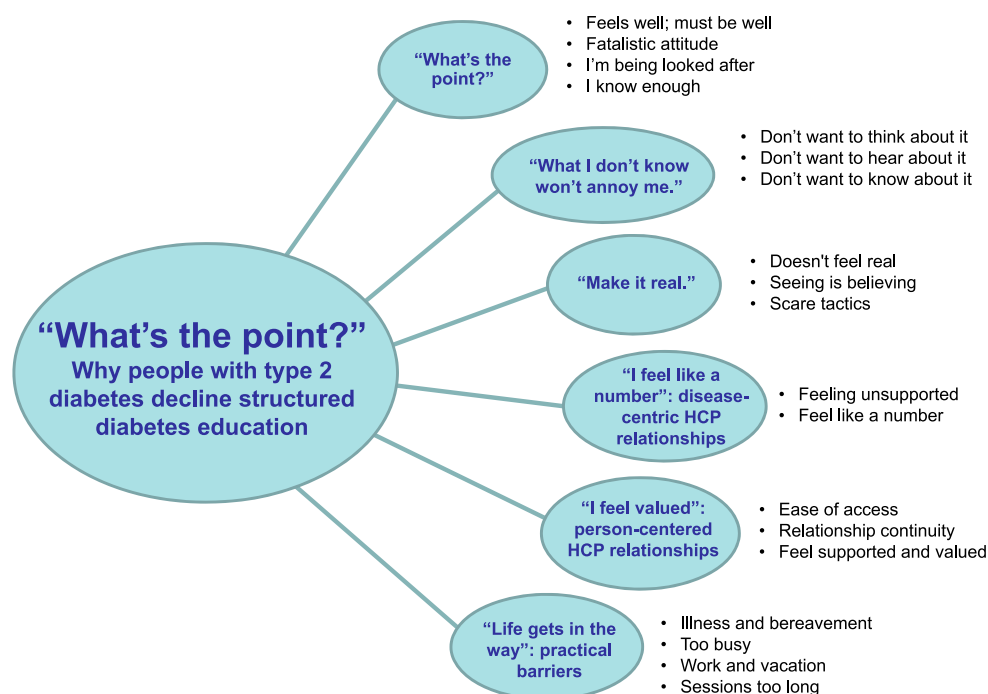 “What’s the point?”
Why people with type 2
diabetes decline structured
diabetes education
“What’s the
point?”
• Feels well; must be well
• Fatalistic attitude
• I’m being looked after
• I know enough
“What I don’t know
won’t annoy me.”
• Don’t want to think about it
• Don’t want to hear about it
• Don’t want to know about it
“Make it real.”
• Doesn't feel real
• Seeing is believing
• Scare tactics
“I feel like a
number”: disease-
centric HCP
relationships
• Feeling unsupported
• Feel like a number
“I feel valued”:
person-centered
HCP relationships
• Ease of access
• Relationship continuity
• Feel supported and valued
“Life gets in the
way”: practical
barriers
• Illness and bereavement
• Too busy
• Work and vacation
• Sessions too long